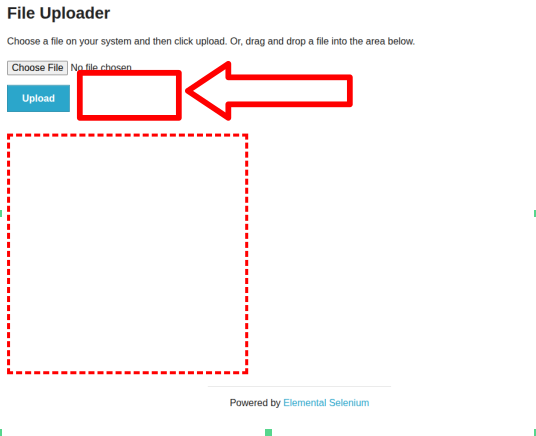 File Uploader
Choose a file on your system and then click upload. Or, drag and drop a file into the area below.
Choose File No file chosen
Upload
Powered by Elemental Selenium